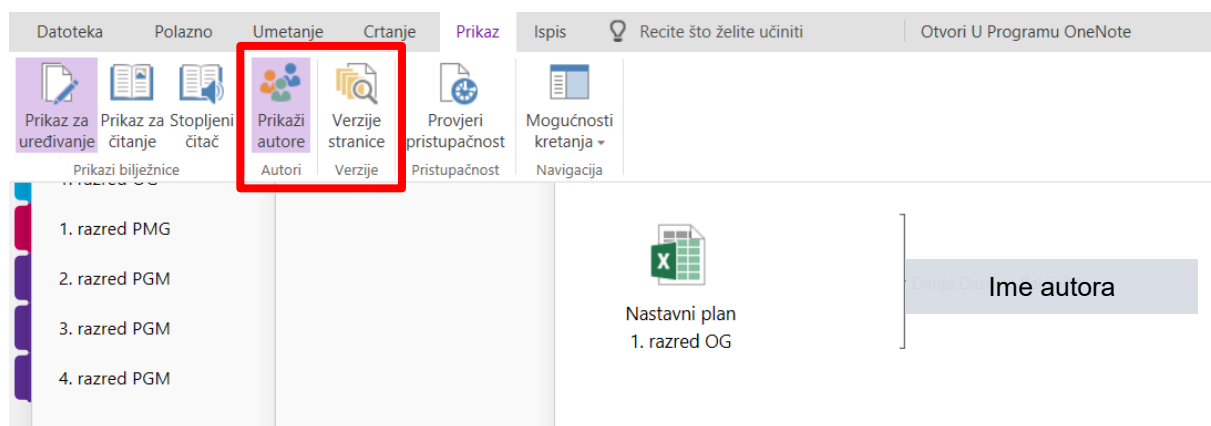 Datoteka Polazno Umetanje Crtanje Prikaz Ispis Recite što želite učiniti Otvori U Programu OneNote
Prikaz za uređivanje
Prikaz za čitanje
Stopljeni čitač
Prikaži autore
Verzije stranice
Provjeri pristupačnost
Mogućnosti kretanja
Prikazi bilježnice Autori Verzije Pristupačnost Navigacija
1. razred PMG
2. razred PGM
3. razred PGM
4. razred PGM
Nastavni plan
1. razred OG
Ime autora